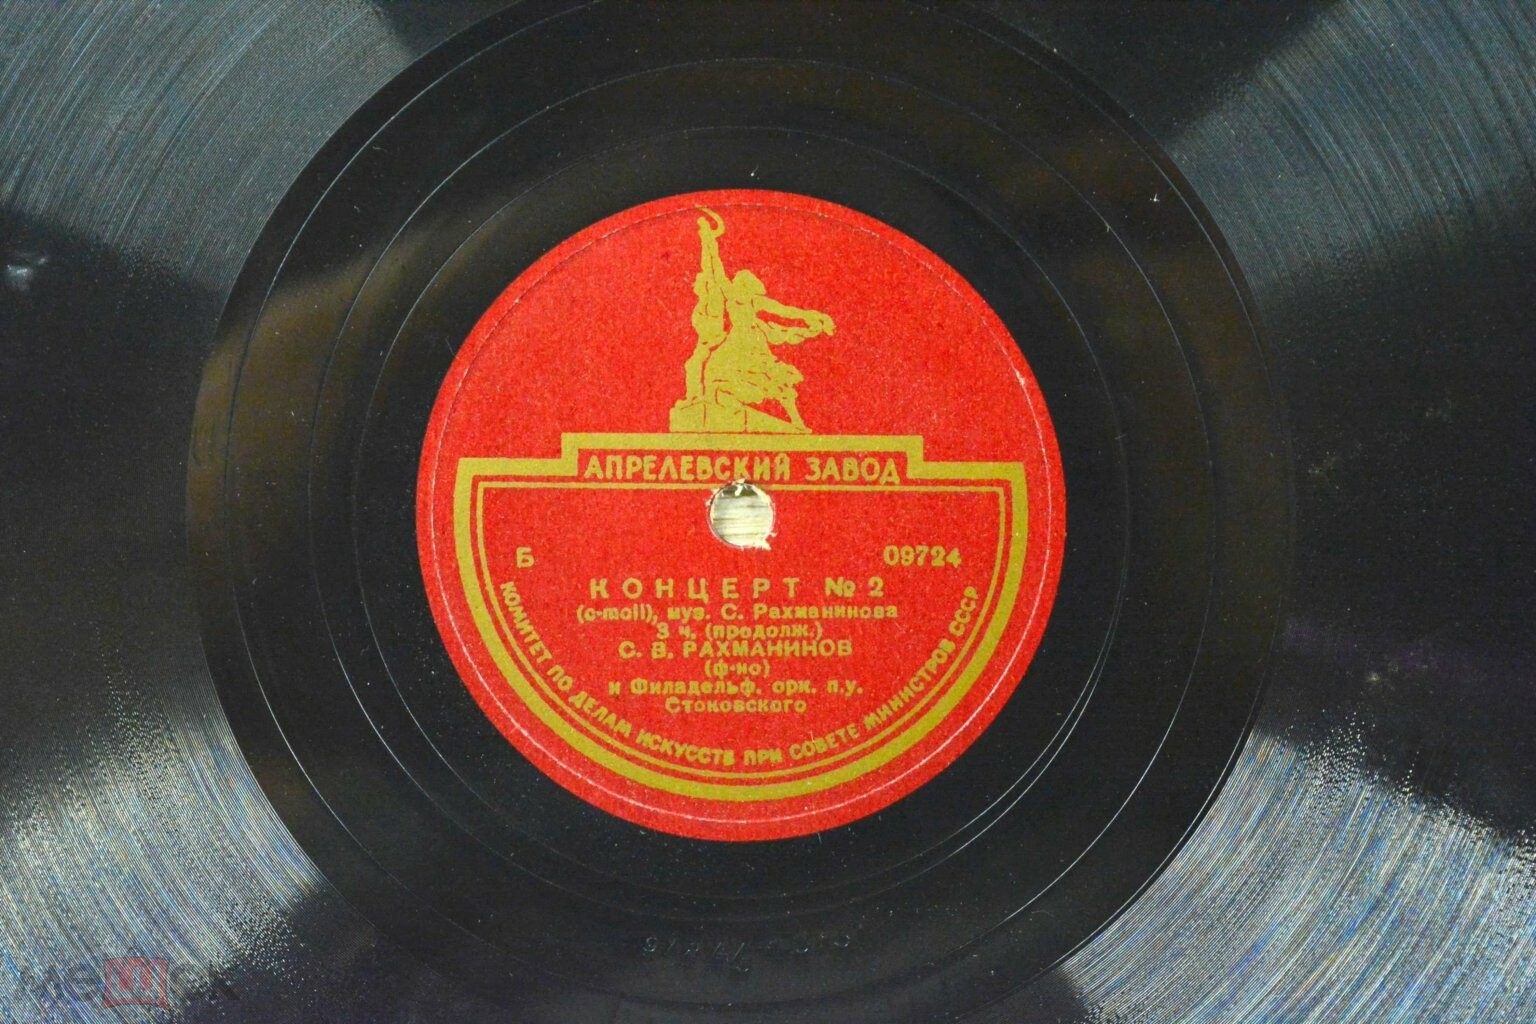 АПРЕЛЕВСКИЙ ЗАВОД
Б 09724
КОНЦЕРТ № 2
(c-moll), муз. С. Рахманинова
3 ч. (продолж.)
С. В. РАХМАНИНОВ
(ф-но)
и Филадельф. орк. п.у.
Стоковского
КОМИТЕТ ПО ДЕЛАМ ИСКУССТВ ПРИ СОВЕТЕ МИНИСТРОВ СССР